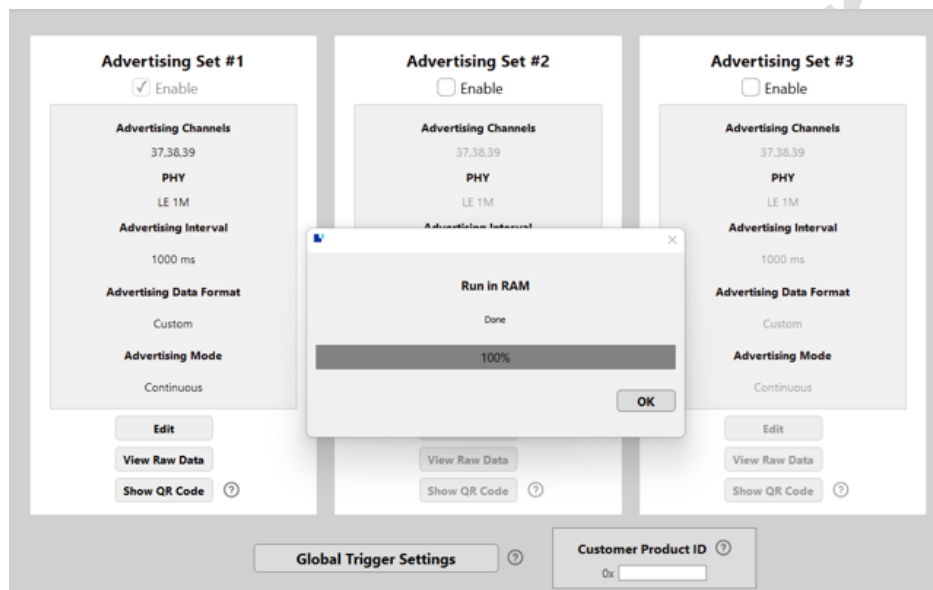 Advertising Set #1
Enable
Advertising Channels
37,38,39
PHY
LE 1M
Advertising Interval
1000 ms
Advertising Data Format
Custom
Advertising Mode
Continuous
Edit
View Raw Data
Show QR Code ?
Advertising Set #2
Enable
Advertising Channels
37,38,39
PHY
LE 1M
Advertising Interval
View Raw Data
Show QR Code ?
Advertising Set #3
Enable
Advertising Channels
37,38,39
PHY
LE 1M
Advertising Interval
1000 ms
Advertising Data Format
Custom
Advertising Mode
Continuous
Edit
View Raw Data
Show QR Code ?
Run in RAM
Done
100%
OK
Global Trigger Settings ?
Customer Product ID ?
0x